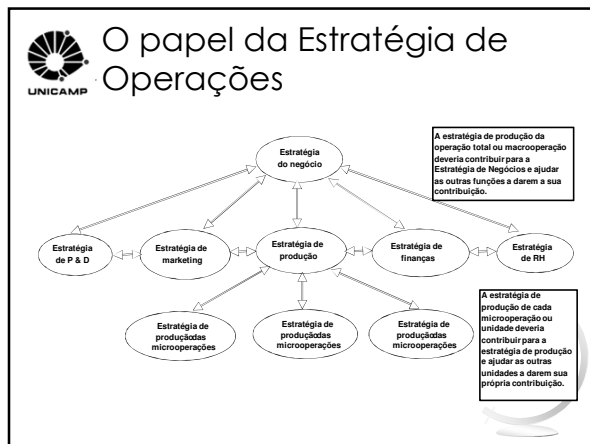 O papel da Estratégia de
Operações
UNICAMP
Estratégia
do negócio
A estratégia de produção da
operação total ou macrooperação
deveria contribuir para a
Estratégia de Negócios e ajudar
as outras funções a darem a sua
contribuição.
Estratégia
de P & D
Estratégia de
marketing
Estratégia de
produção
Estratégia de
finanças
Estratégia
de RH
Estratégia de
produçãodas
microoperações
Estratégia de
produçãodas
microoperações
Estratégia de
produçãodas
microoperações
A estratégia de
produção de cada
microoperação ou
unidade deveria
contribuir para a
estratégia de produção
e ajudar as outras
unidades a darem sua
própria contribuição.